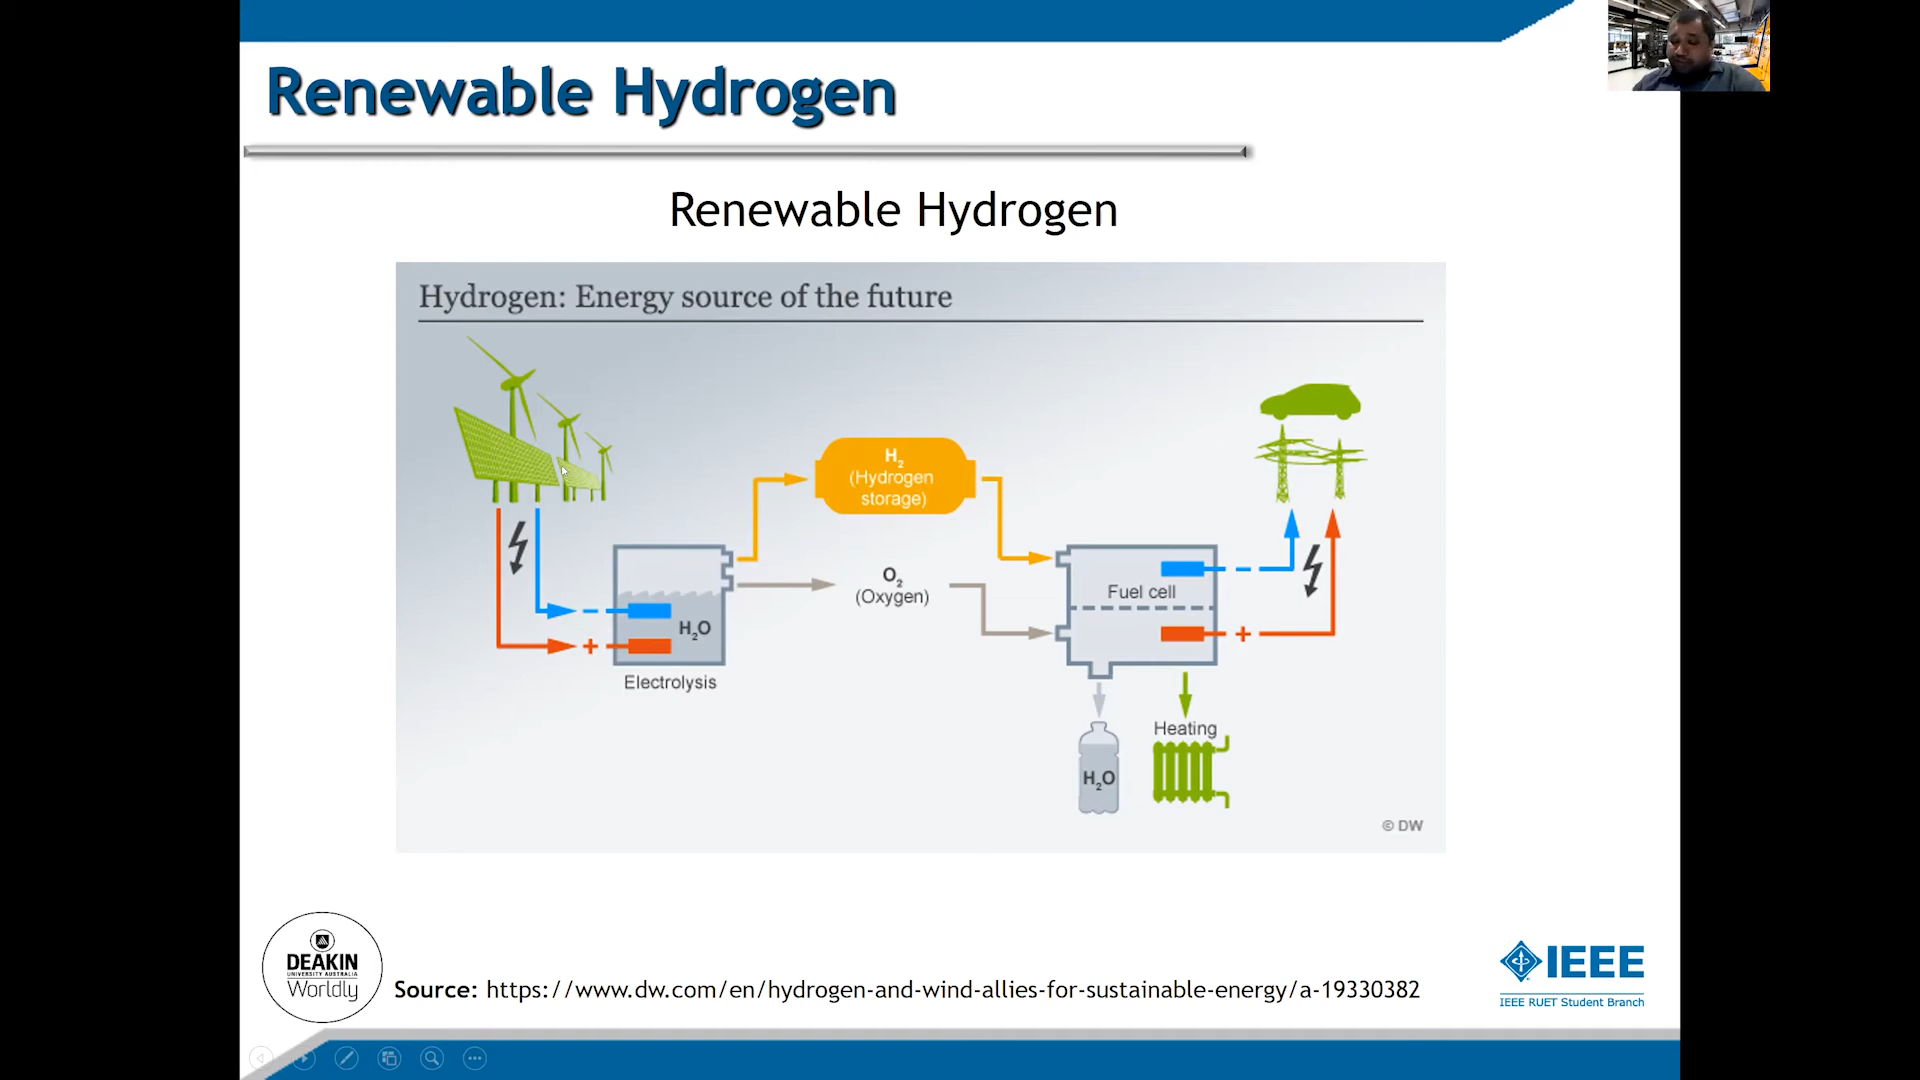 Renewable Hydrogen
Renewable Hydrogen
Hydrogen: Energy source of the future
H₂
(Hydrogen
storage)
O₂
(Oxygen)
Fuel cell
−
+
H₂O
−
+
Electrolysis
Heating
H₂O
© DW
DEAKIN
UNIVERSITY AUSTRALIA
Worldly
Source: https://www.dw.com/en/hydrogen-and-wind-allies-for-sustainable-energy/a-19330382
IEEE
IEEE RUET Student Branch